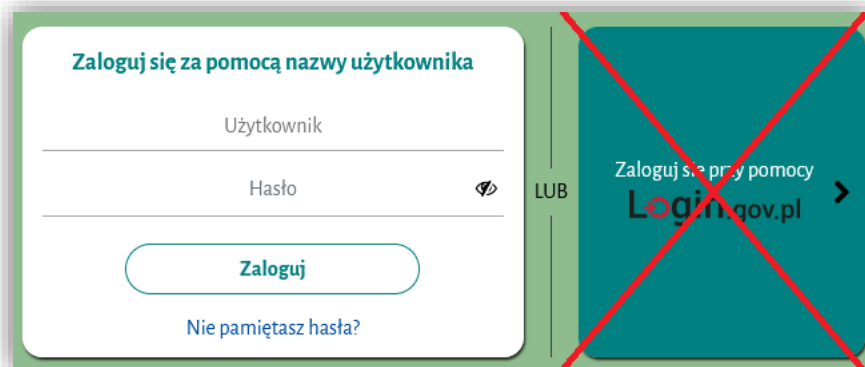 Zaloguj się za pomocą nazwy użytkownika
Użytkownik
Hasło
Zaloguj
Nie pamiętasz hasła?
LUB
Zaloguj sie przy pomocy
Login.gov.pl